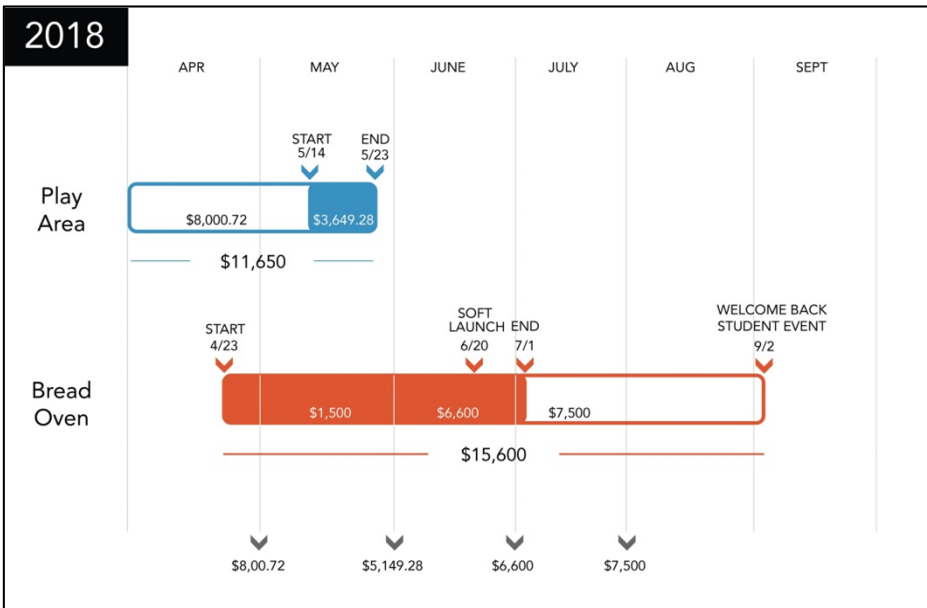 2018
APR MAY JUNE JULY AUG SEPT
START END
5/14 5/23
Play
Area
$8,000.72 $3,649.28
$11,650
START
4/23
SOFT
LAUNCH END
6/20 7/1
WELCOME BACK
STUDENT EVENT
9/2
Bread
Oven
$1,500 $6,600 $7,500
$15,600
$8,00.72 $5,149.28 $6,600 $7,500